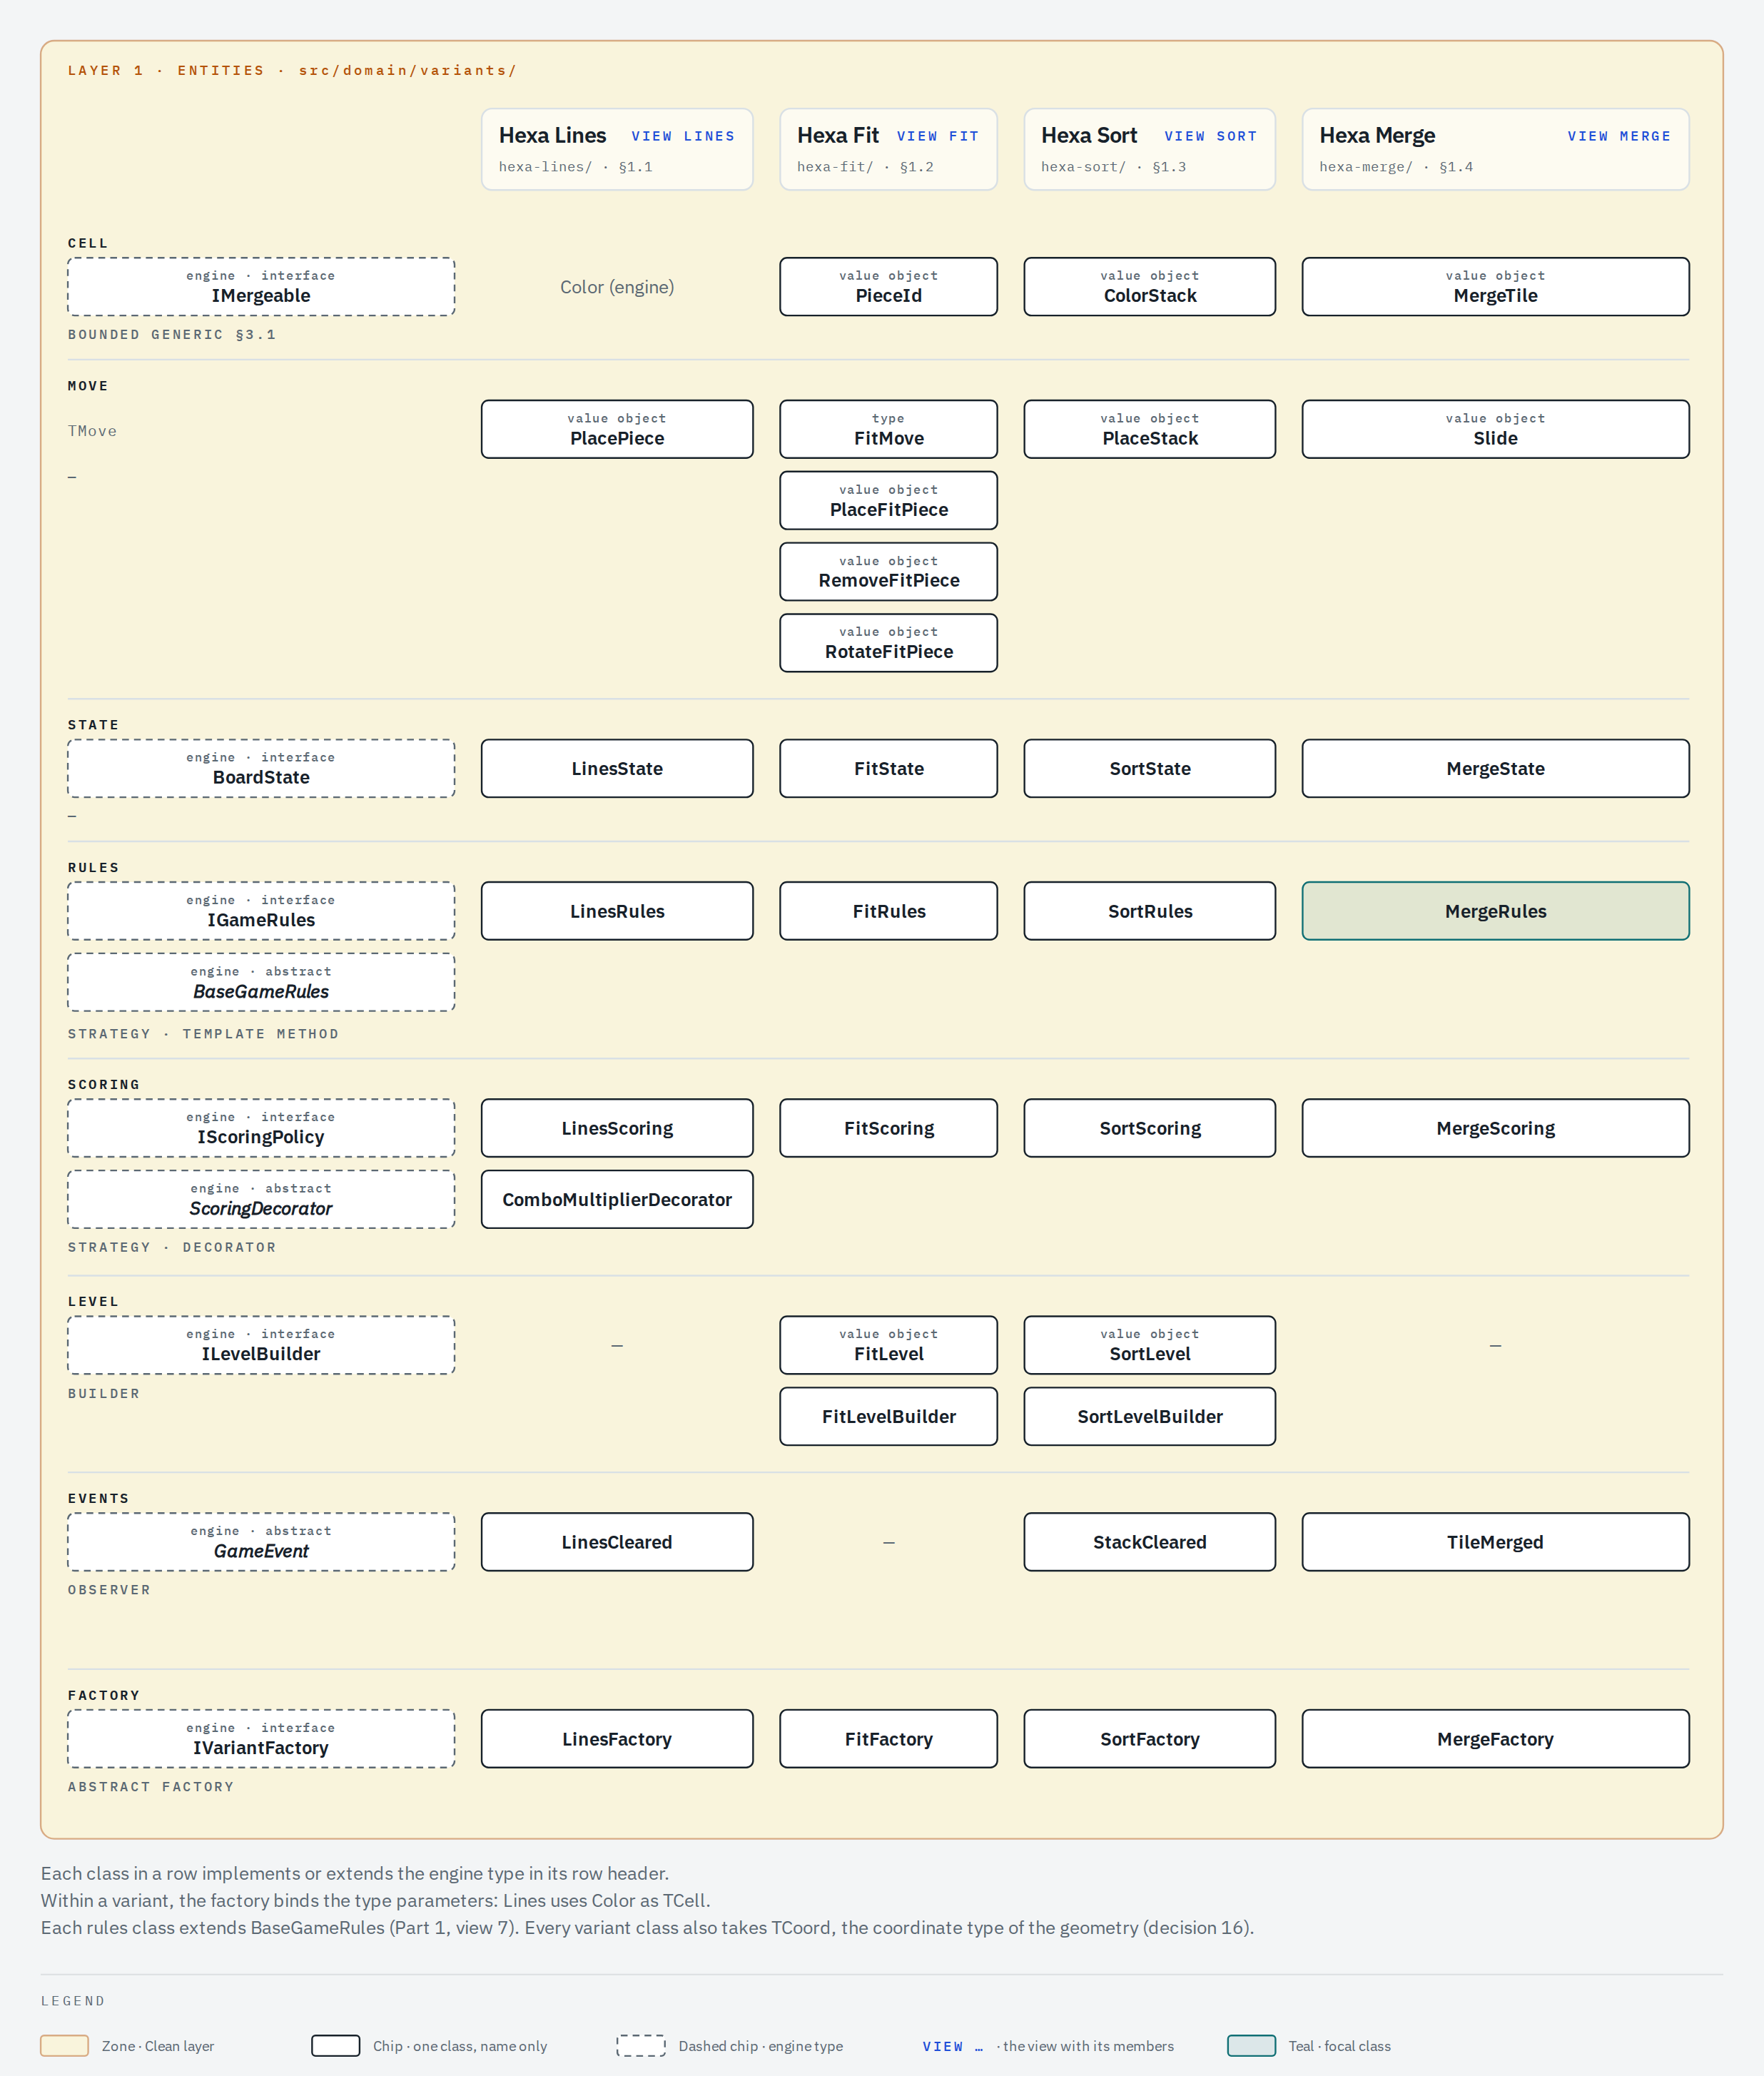 LAYER 1 · ENTITIES · src/domain/variants/
Hexa Lines VIEW LINES
hexa-lines/ · §1.1
Hexa Fit VIEW FIT
hexa-fit/ · §1.2
Hexa Sort VIEW SORT
hexa-sort/ · §1.3
Hexa Merge VIEW MERGE
hexa-merge/ · §1.4
CELL
engine · interface
IMergeable
BOUNDED GENERIC §3.1
Color (engine)
value object
PieceId
value object
ColorStack
value object
MergeTile
MOVE
TMove
–
value object
PlacePiece
type
FitMove
value object
PlaceFitPiece
value object
RemoveFitPiece
value object
RotateFitPiece
value object
PlaceStack
value object
Slide
STATE
engine · interface
BoardState
–
LinesState
FitState
SortState
MergeState
RULES
engine · interface
IGameRules
engine · abstract
BaseGameRules
STRATEGY · TEMPLATE METHOD
LinesRules
FitRules
SortRules
MergeRules
SCORING
engine · interface
IScoringPolicy
engine · abstract
ScoringDecorator
STRATEGY · DECORATOR
LinesScoring
ComboMultiplierDecorator
FitScoring
SortScoring
MergeScoring
LEVEL
engine · interface
ILevelBuilder
BUILDER
–
value object
FitLevel
FitLevelBuilder
value object
SortLevel
SortLevelBuilder
–
EVENTS
engine · abstract
GameEvent
OBSERVER
LinesCleared
–
StackCleared
TileMerged
FACTORY
engine · interface
IVariantFactory
ABSTRACT FACTORY
LinesFactory
FitFactory
SortFactory
MergeFactory
Each class in a row implements or extends the engine type in its row header.
Within a variant, the factory binds the type parameters: Lines uses Color as TCell.
Each rules class extends BaseGameRules (Part 1, view 7). Every variant class also takes TCoord, the coordinate type of the geometry (decision 16).
LEGEND
Zone · Clean layer
Chip · one class, name only
Dashed chip · engine type
VIEW … · the view with its members
Teal · focal class